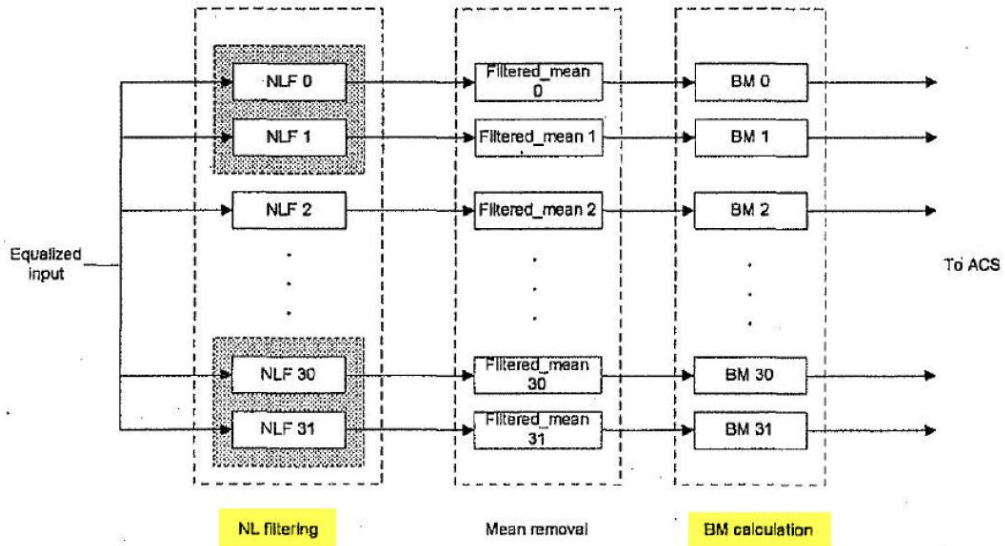 NLF 0
Filtered_mean
0
BM 0
NLF 1
Filtered_mean 1
BM 1
NLF 2
Filtered_mean 2
BM 2
Equalized
input
To ACS
NLF 30
Filtered_mean
30
BM 30
NLF 31
Filtered_mean
31
BM 31
NL filtering
Mean removal
BM calculation